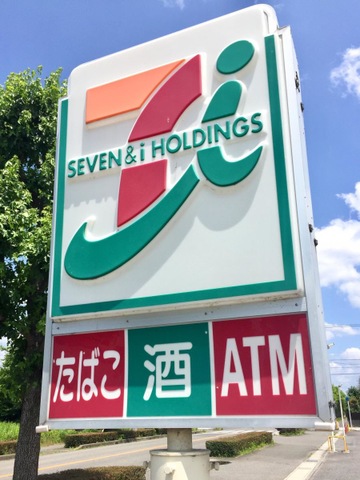 SEVEN&i HOLDINGS
たばこ 酒 ATM